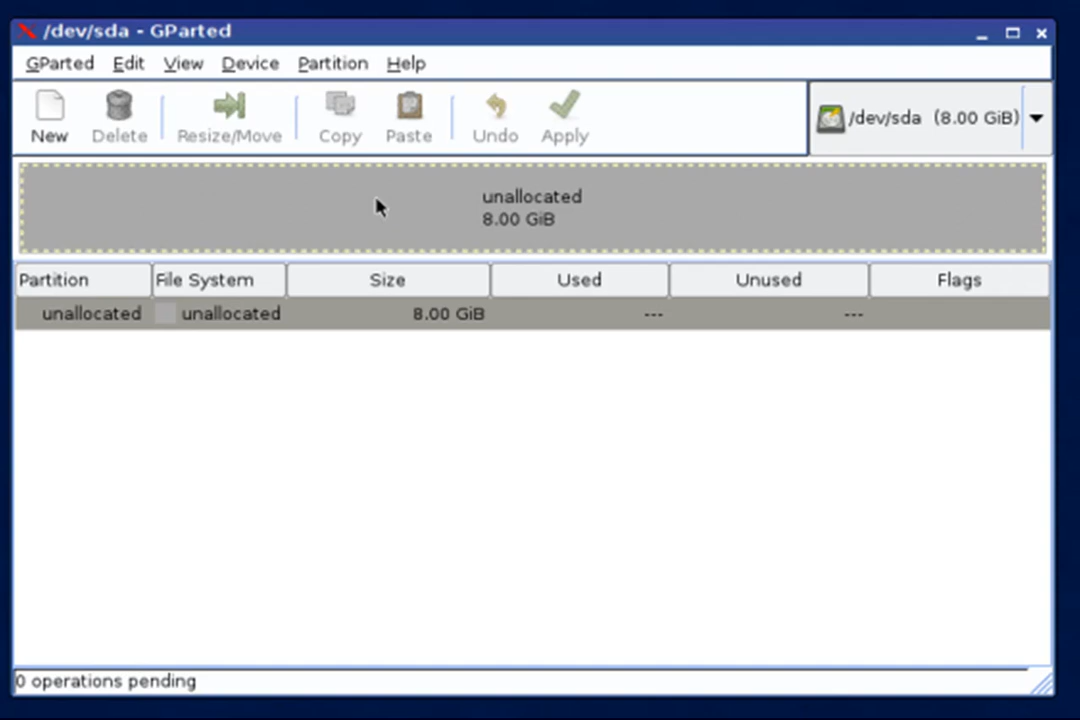 /dev/sda - GParted
GParted Edit View Device Partition Help
New Delete Resize/Move Copy Paste Undo Apply /dev/sda (8.00 GiB)
unallocated
8.00 GiB
Partition File System Size Used Unused Flags
unallocated unallocated 8.00 GiB --- ---
0 operations pending